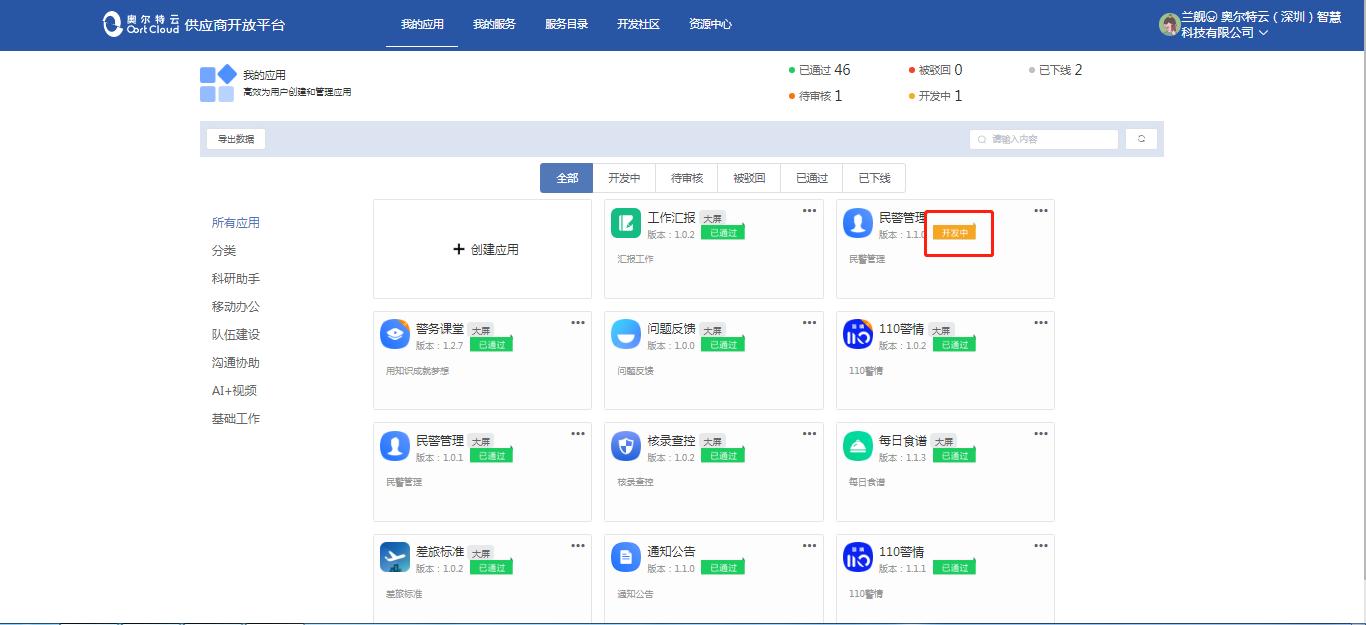 奥尔特云
OortCloud
供应商开放平台
我的应用
我的服务
服务目录
开发社区
资源中心
奥尔特云（深圳）智慧
科技有限公司
我的应用
高效为用户创建和管理应用
已通过 46
被驳回 0
已下线 2
待审核 1
开发中 1
导出数据
请输入内容
全部
开发中
待审核
被驳回
已通过
已下线
所有应用
分类
科研助手
移动办公
队伍建设
沟通协助
AI+视频
基础工作
+ 创建应用
工作汇报 大屏
版本：1.0.2 已通过
汇报工作
民警管理
版本：1.1.0 开发中
民警管理
警务课堂 大屏
版本：1.2.7 已通过
用知识成就梦想
问题反馈 大屏
版本：1.0.0 已通过
问题反馈
110警情 大屏
版本：1.0.2 已通过
110警情
民警管理 大屏
版本：1.0.1 已通过
民警管理
核录查控 大屏
版本：1.0.2 已通过
核录查控
每日食谱 大屏
版本：1.1.3 已通过
每日食谱
差旅标准 大屏
版本：1.0.2 已通过
差旅标准
通知公告
版本：1.1.0 已通过
通知公告
110警情
版本：1.1.1 已通过
110警情